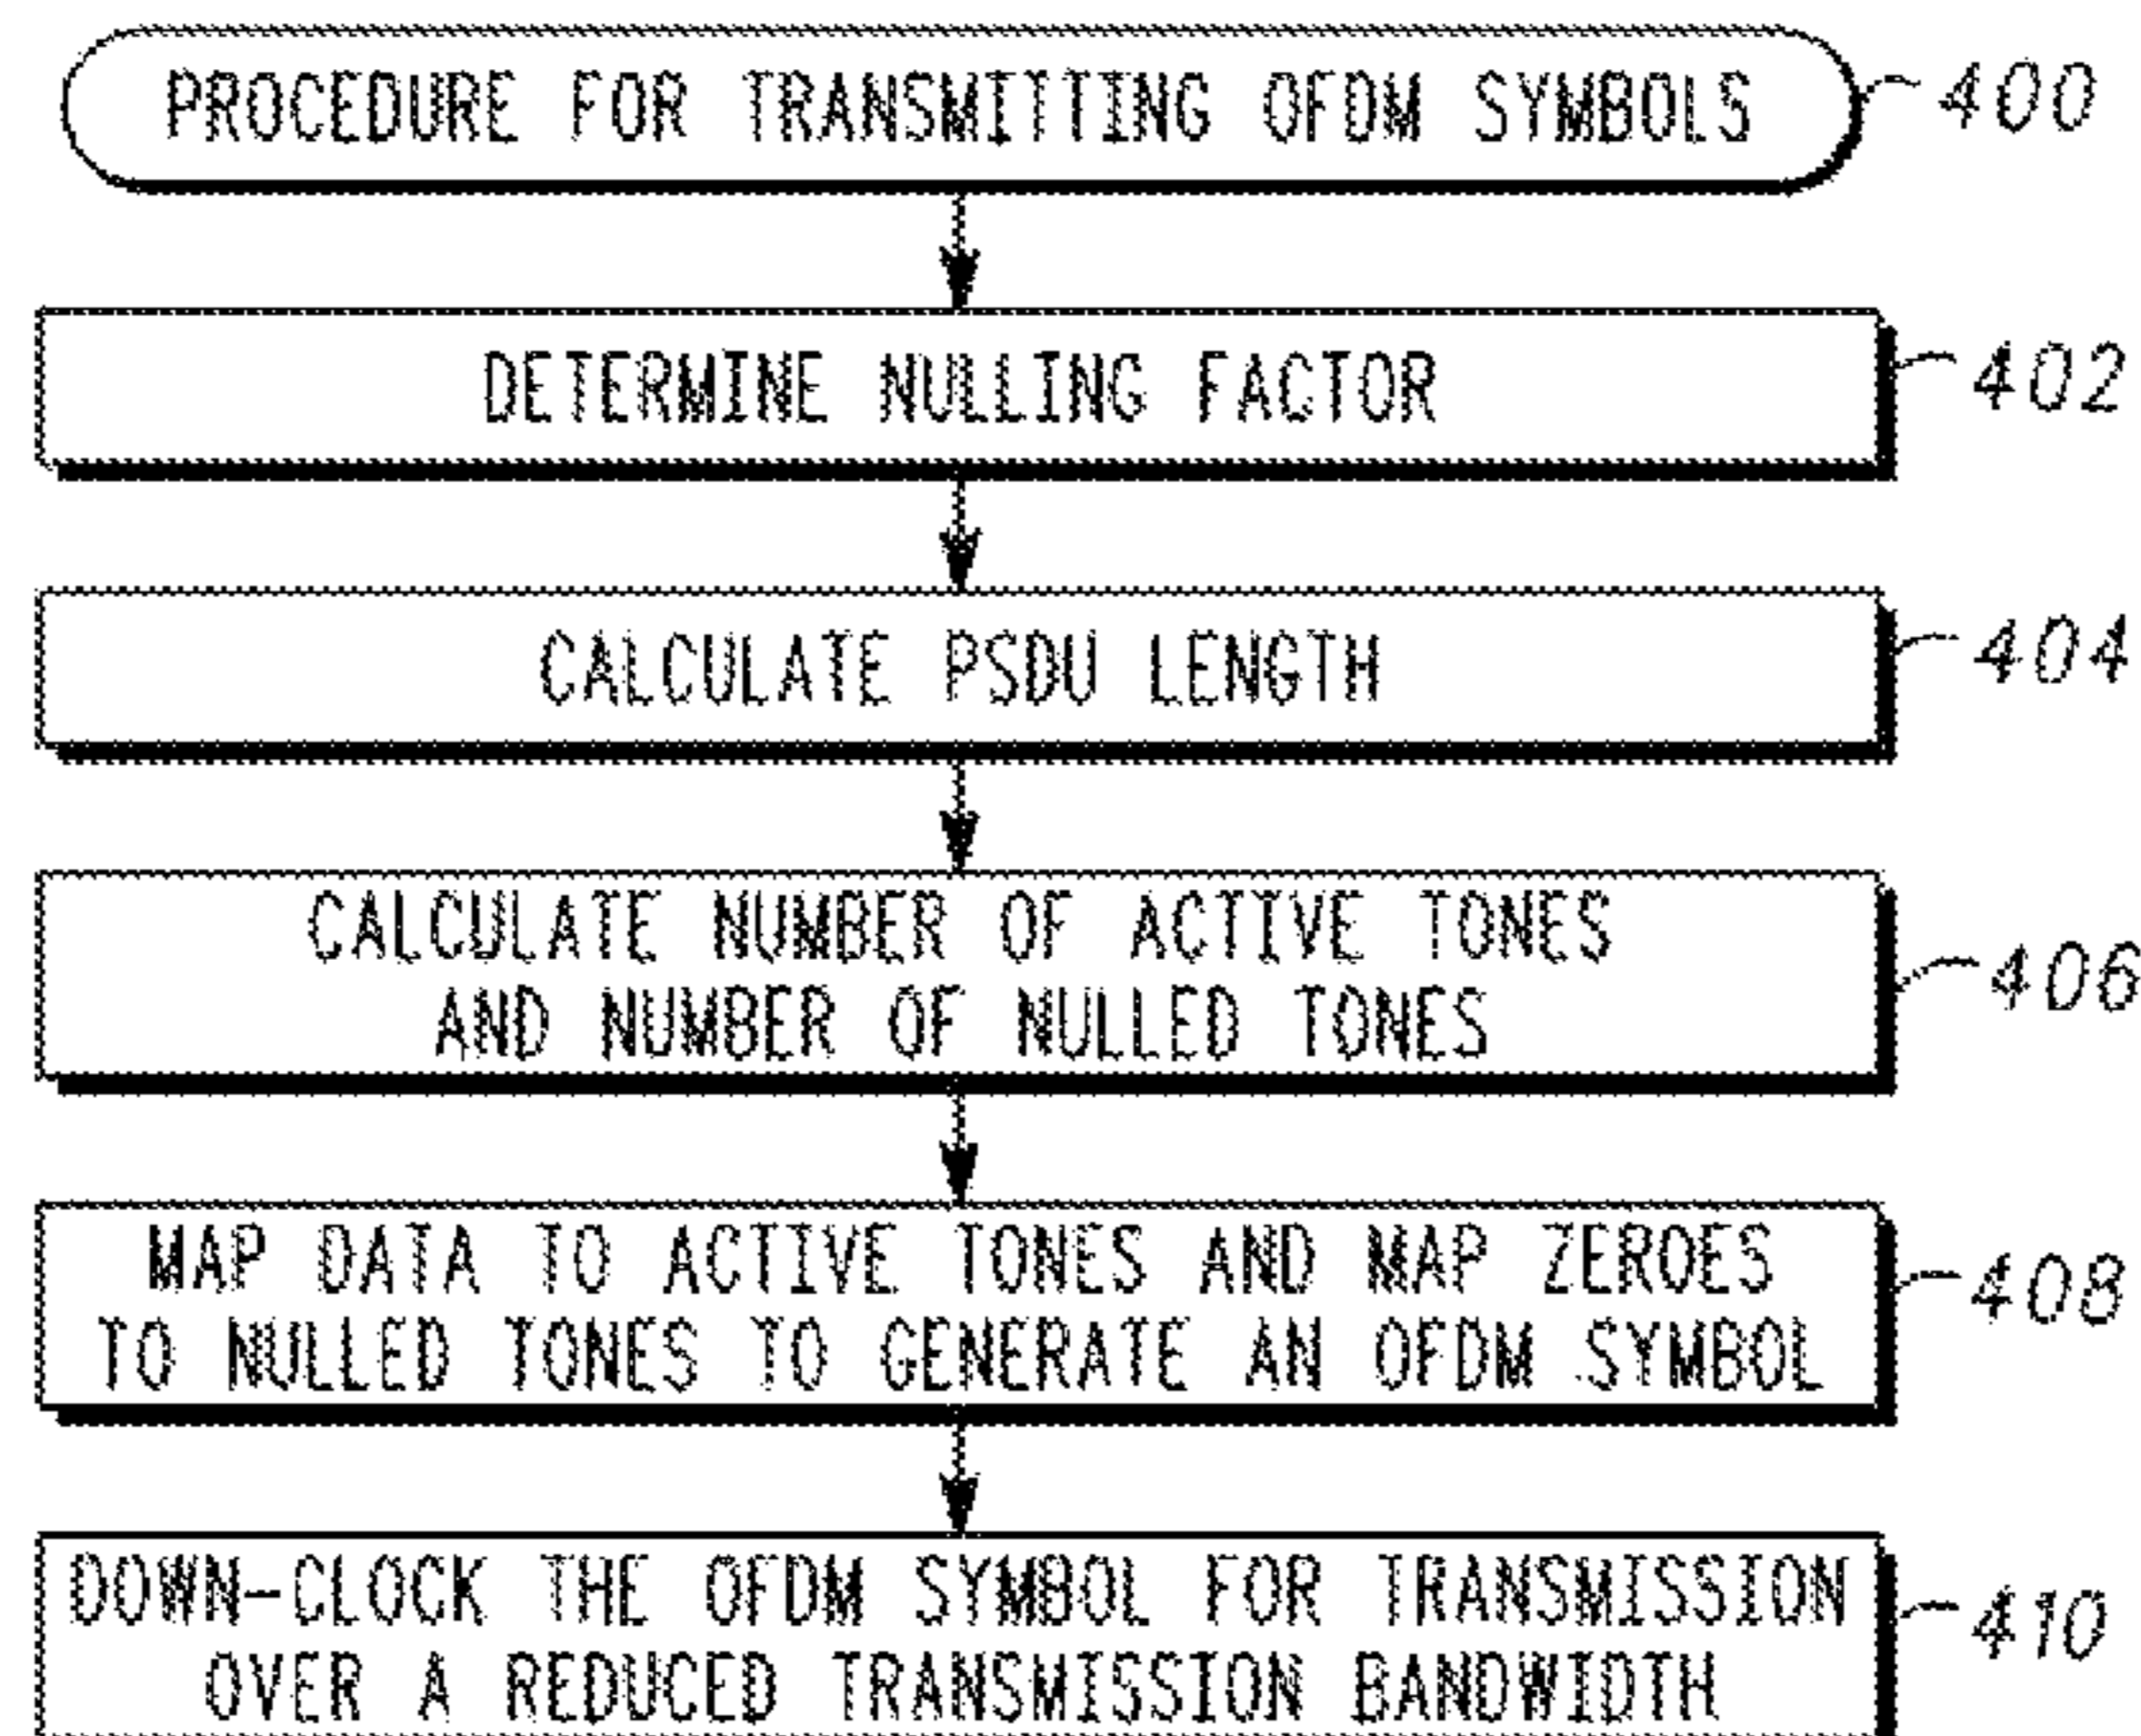 PROCEDURE FOR TRANSMITTING OFDM SYMBOLS 400
DETERMINE NULLING FACTOR 402
CALCULATE PSDU LENGTH 404
CALCULATE NUMBER OF ACTIVE TONES
AND NUMBER OF NULLED TONES 406
MAP DATA TO ACTIVE TONES AND MAP ZEROES
TO NULLED TONES TO GENERATE AN OFDM SYMBOL 408
DOWN-CLOCK THE OFDM SYMBOL FOR TRANSMISSION
OVER A REDUCED TRANSMISSION BANDWIDTH 410